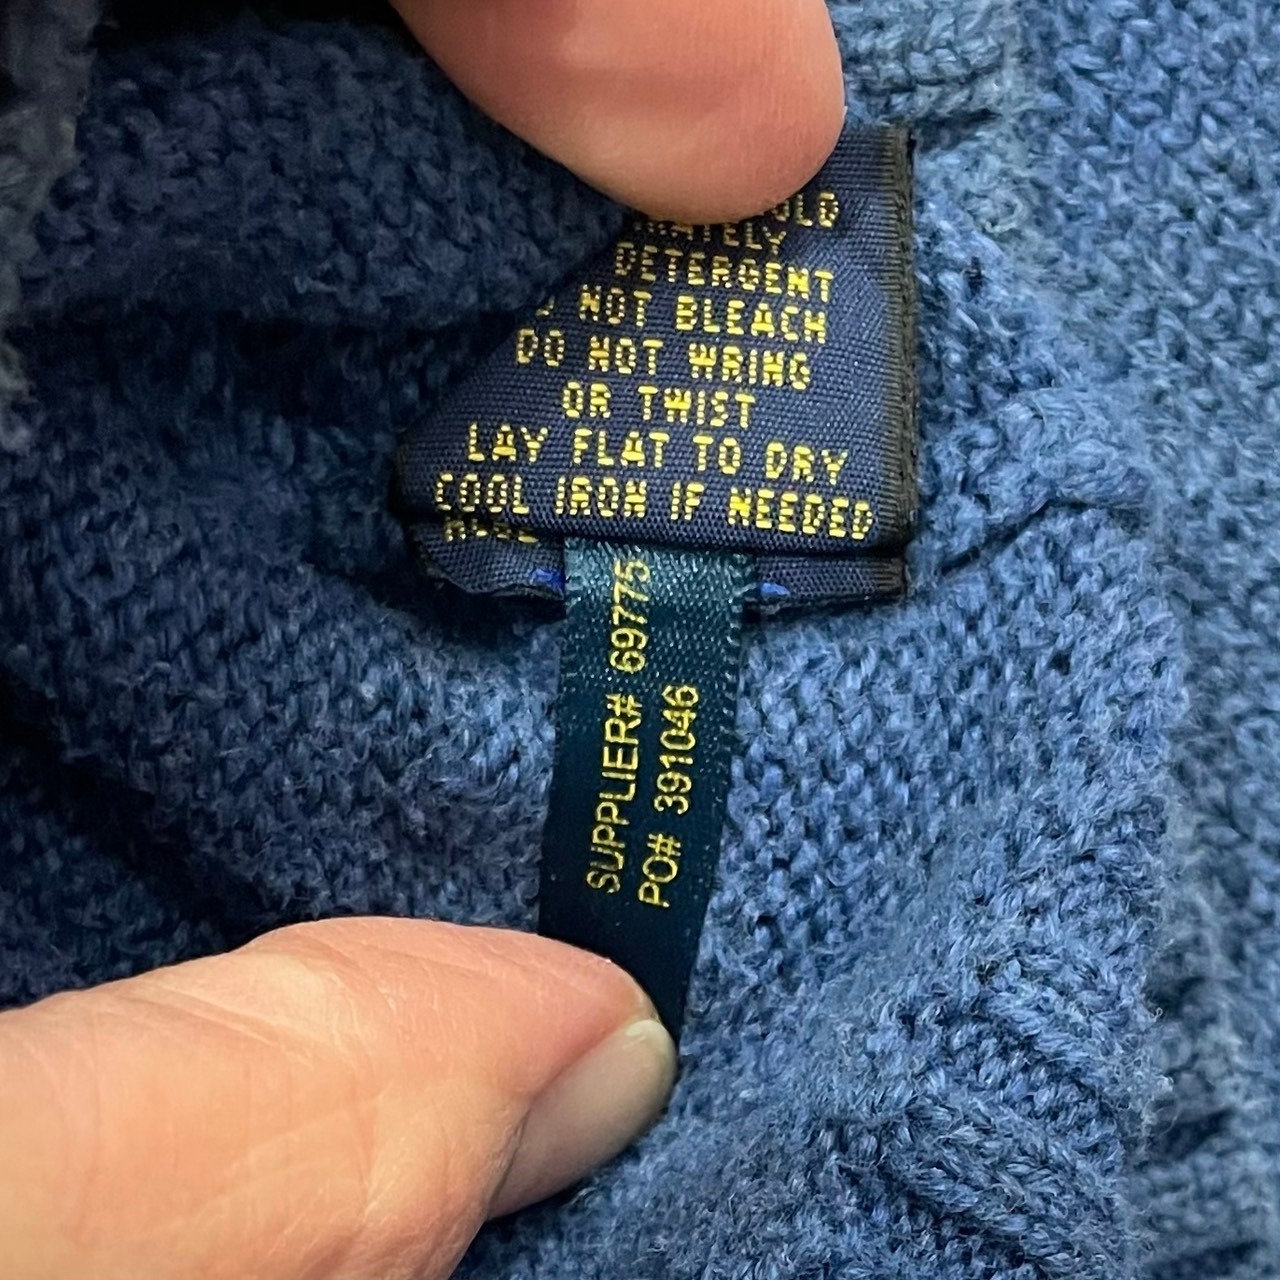 DETERGENT
NOT BLEACH
DO NOT WRING
OR TWIST
LAY FLAT TO DRY
COOL IRON IF NEEDED
SUPPLIER# 69775
PO# 391046